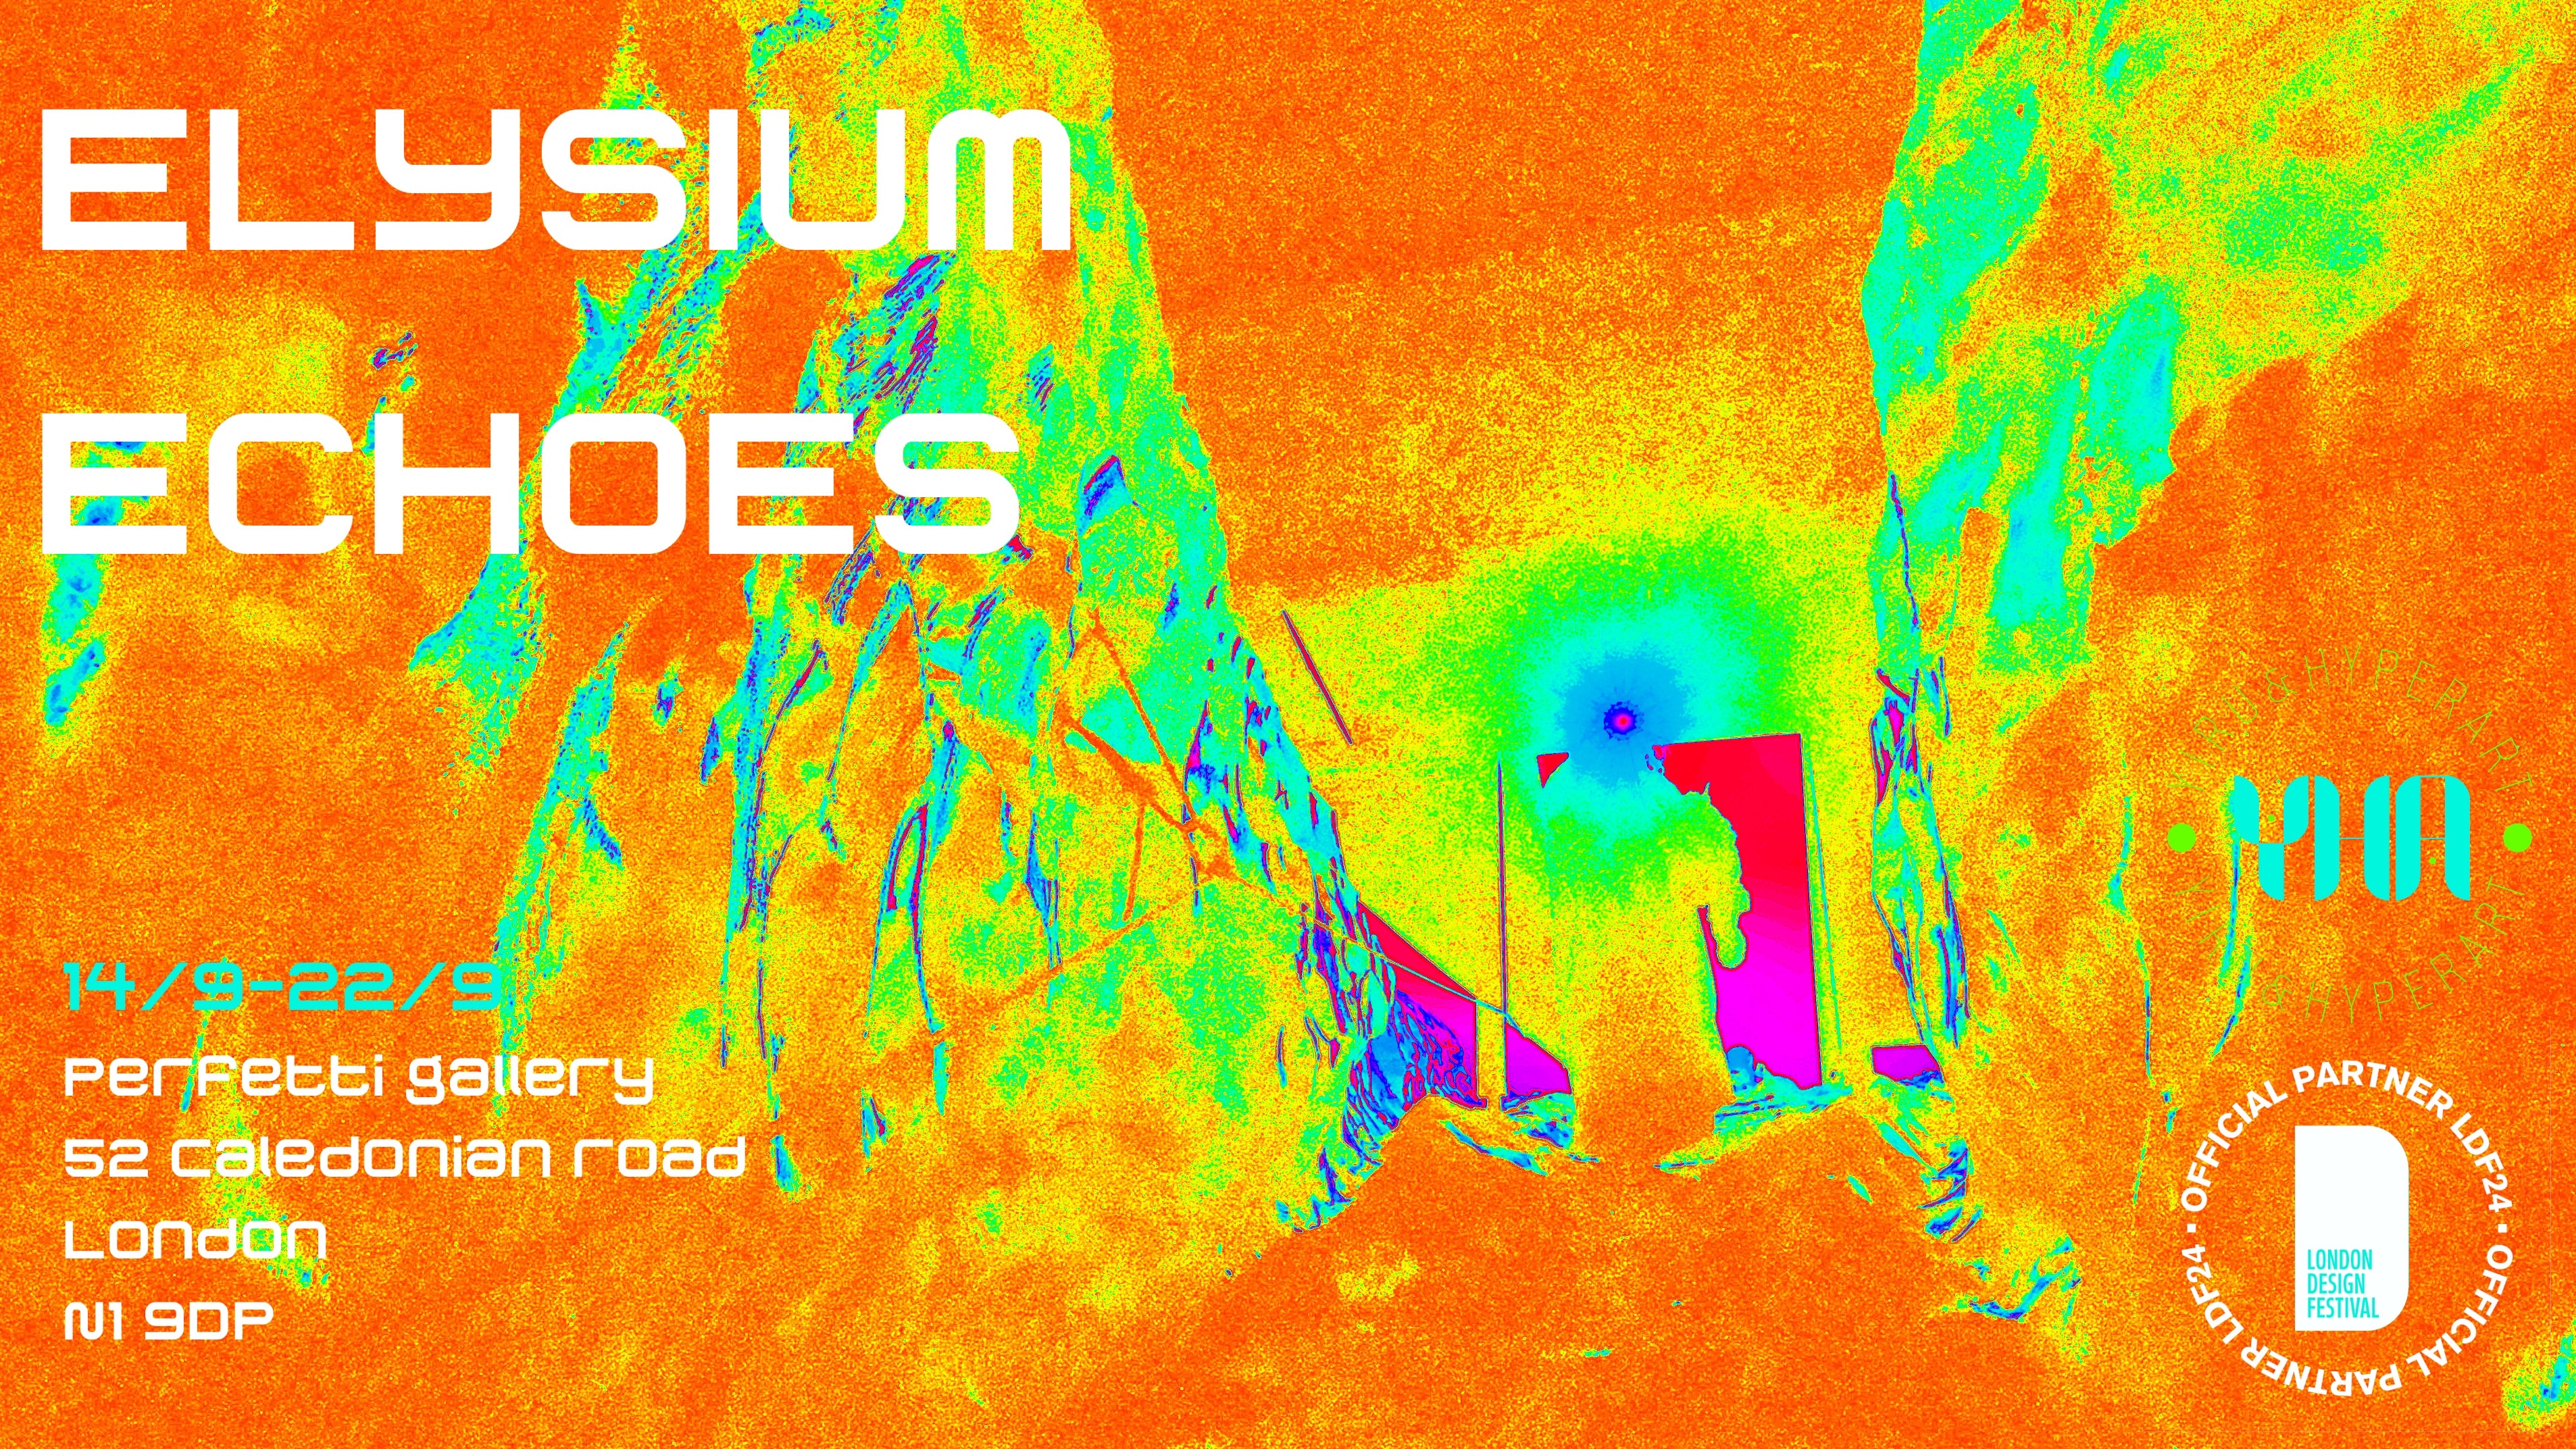 ELYSIUM
ECHOES
14/9-22/9
Perfetti gallery
52 Caledonian road
London
N1 9DP
& HYPERART
YHA
& HYPERART
OFFICIAL PARTNER LDF24 · OFFICIAL PARTNER LDF24 ·
LONDON
DESIGN
FESTIVAL